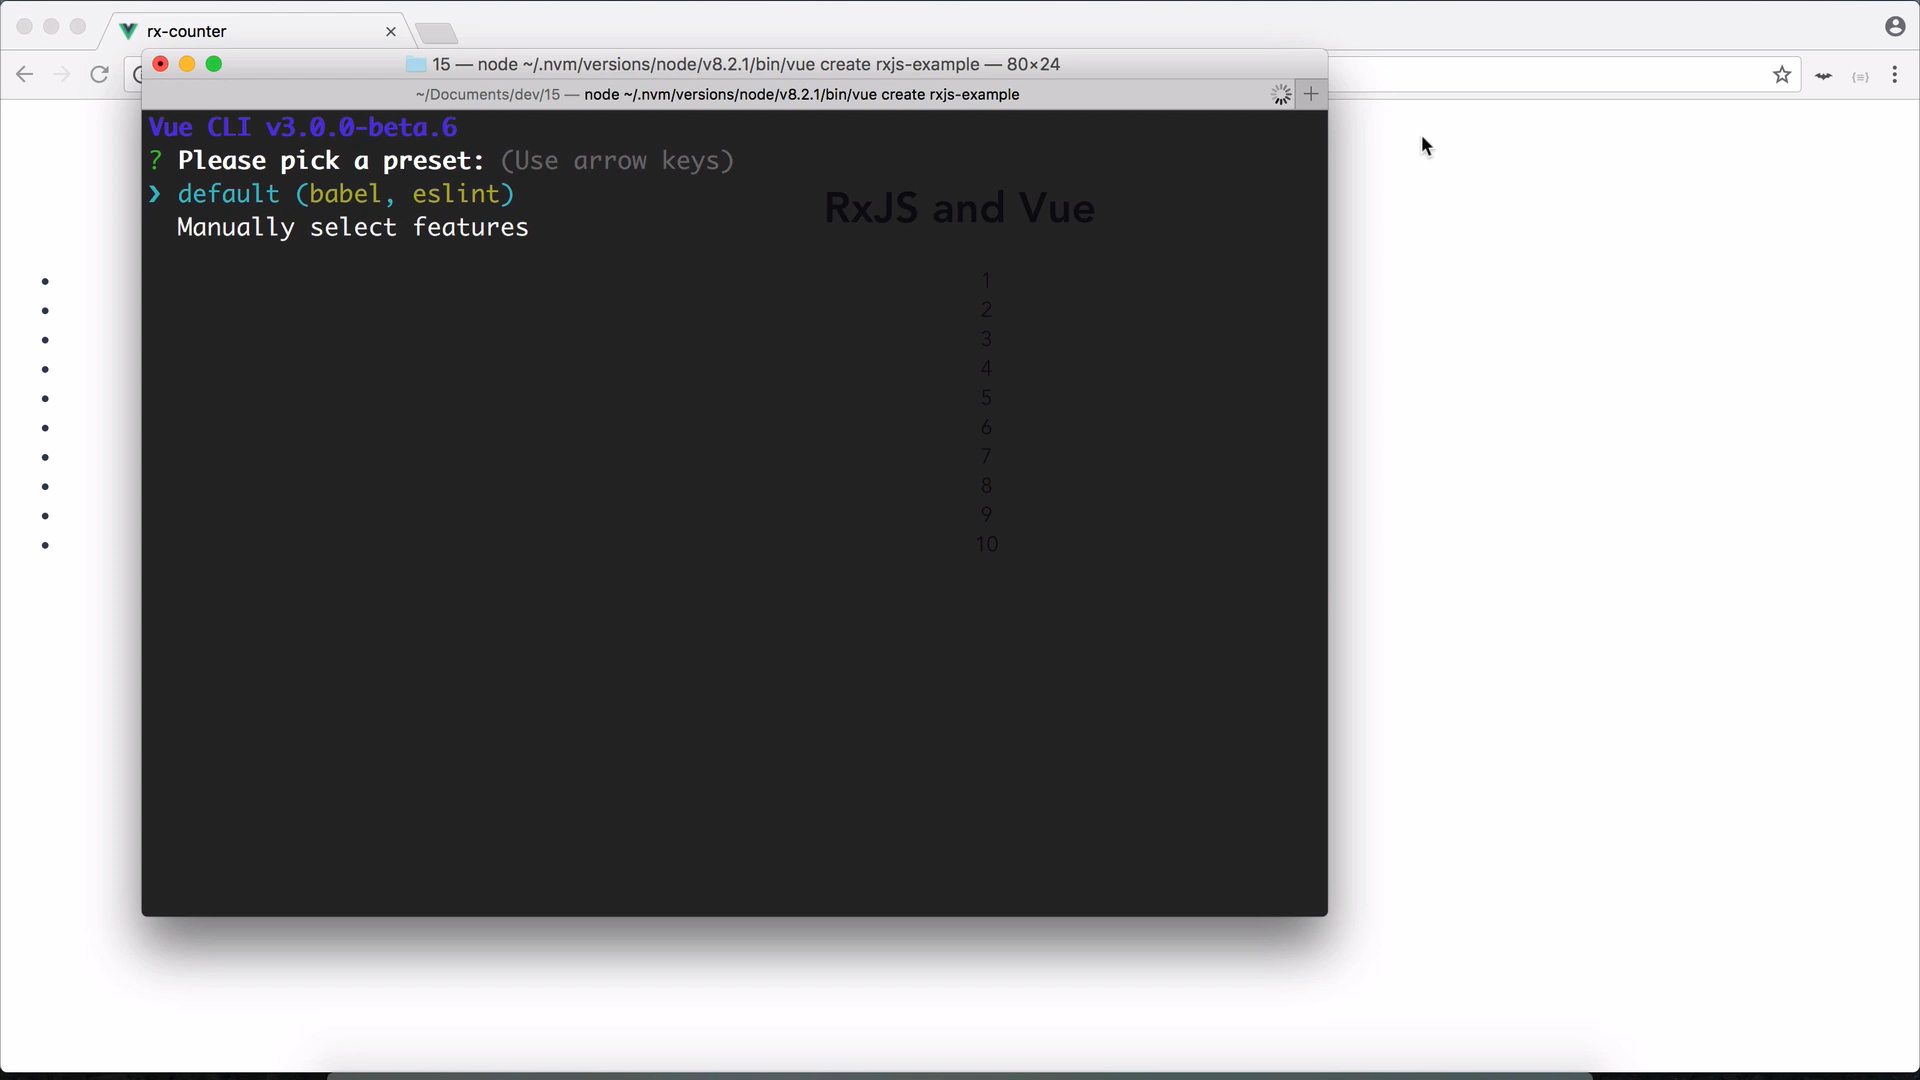 rx-counter
15 — node ~/.nvm/versions/node/v8.2.1/bin/vue create rxjs-example — 80×24
~/Documents/dev/15 — node ~/.nvm/versions/node/v8.2.1/bin/vue create rxjs-example
Vue CLI v3.0.0-beta.6
? Please pick a preset: (Use arrow keys)
❯ default (babel, eslint)
Manually select features
RxJS and Vue
1
2
3
4
5
6
7
8
9
10